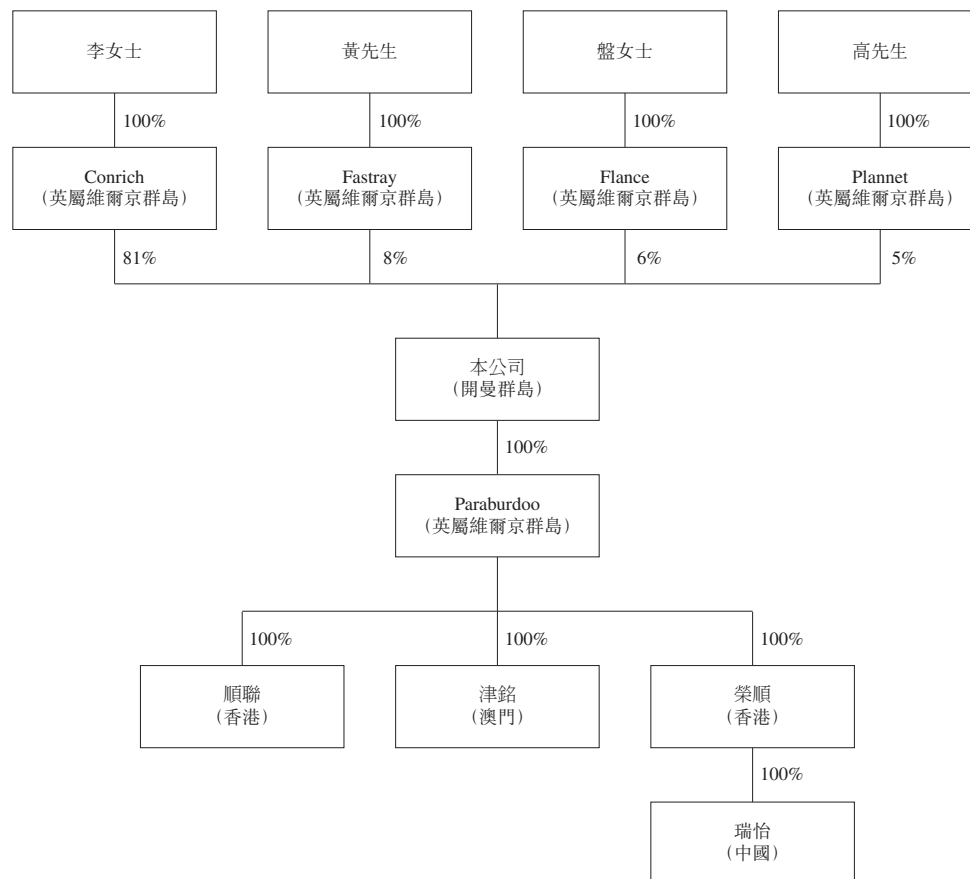 李女士
黃先生
盤女士
高先生
100%
100%
100%
100%
Conrich
(英屬維爾京群島)
Fastray
(英屬維爾京群島)
Flance
(英屬維爾京群島)
Plannet
(英屬維爾京群島)
81%
8%
6%
5%
本公司
(開曼群島)
100%
Paraburdoo
(英屬維爾京群島)
100%
100%
100%
順聯
(香港)
津銘
(澳門)
榮順
(香港)
100%
瑞怡
(中國)